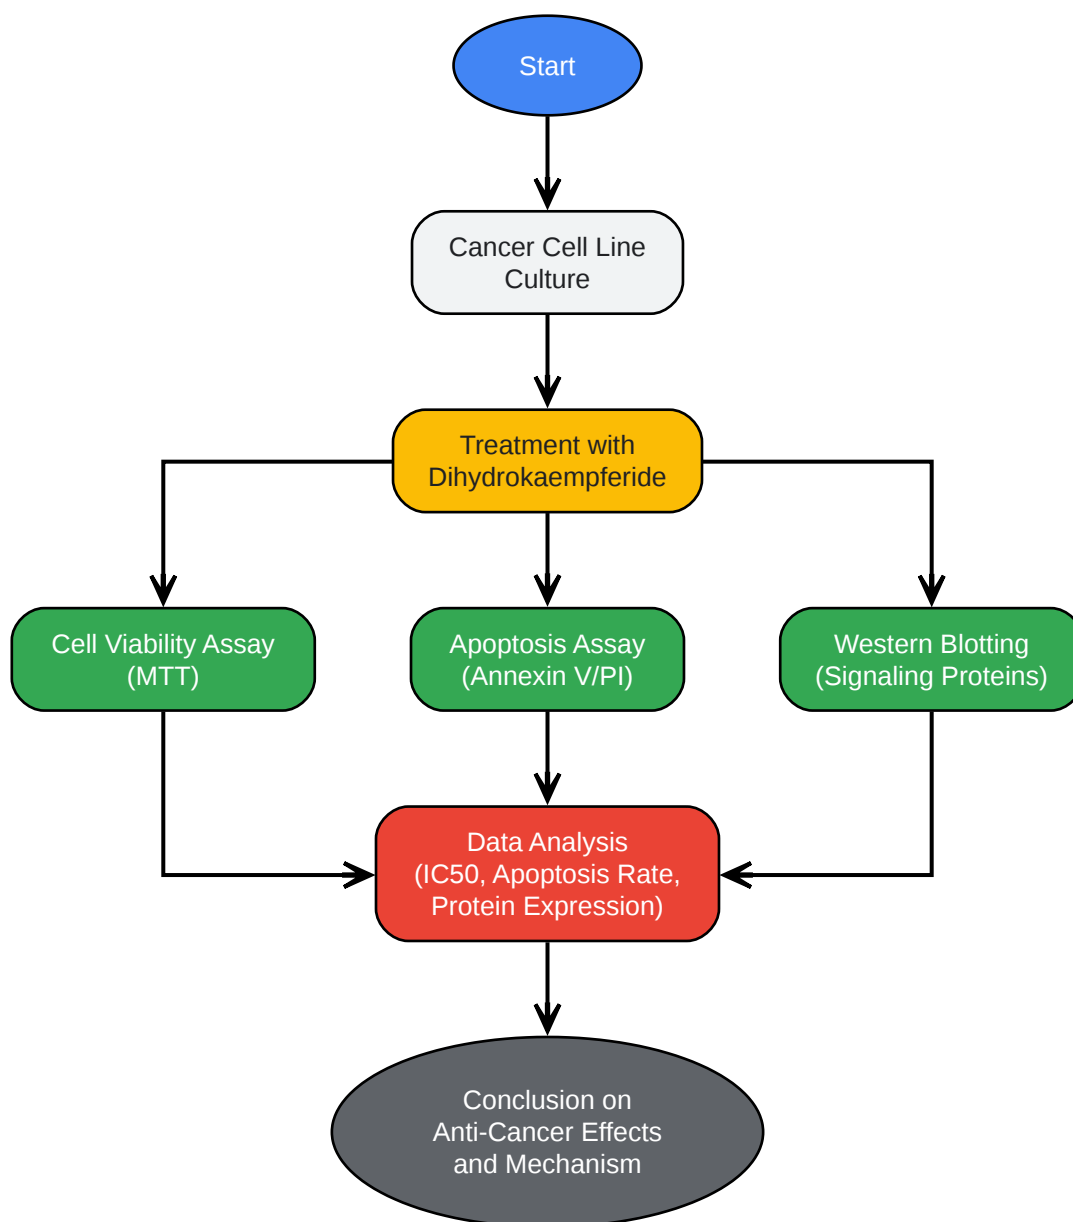 Start
Cancer Cell Line
Culture
Treatment with
Dihydrokaempferide
Cell Viability Assay
(MTT)
Apoptosis Assay
(Annexin V/PI)
Western Blotting
(Signaling Proteins)
Data Analysis
(IC50, Apoptosis Rate,
Protein Expression)
Conclusion on
Anti-Cancer Effects
and Mechanism